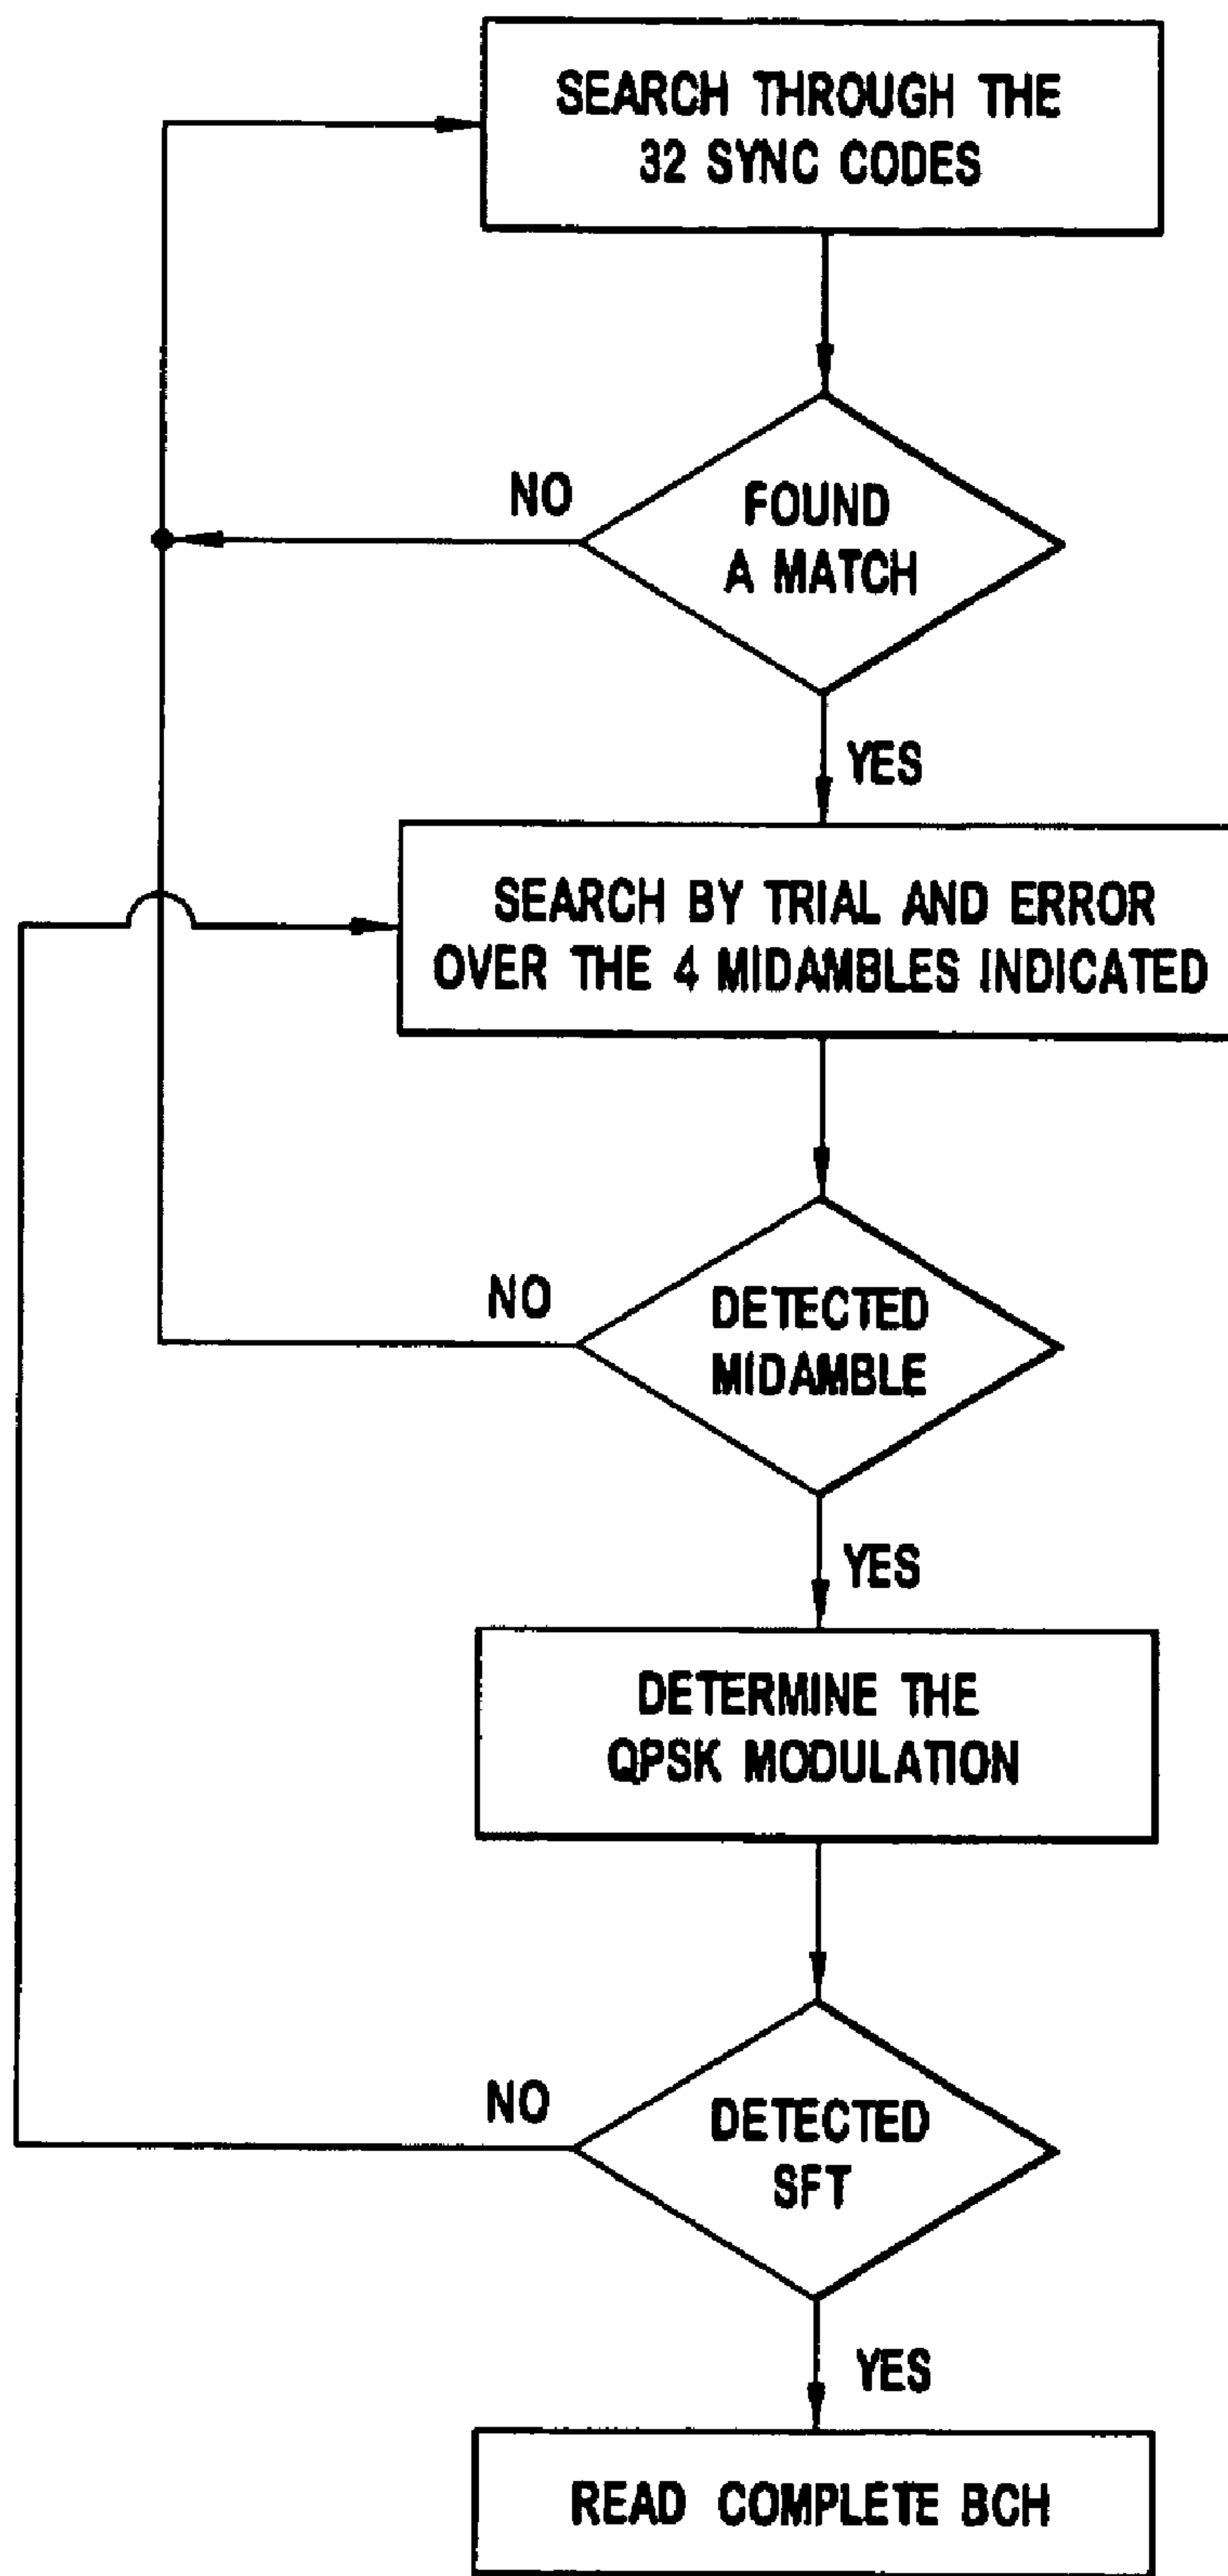 SEARCH THROUGH THE
32 SYNC CODES
NO
FOUND
A MATCH
YES
SEARCH BY TRIAL AND ERROR
OVER THE 4 MIDAMBLES INDICATED
NO
DETECTED
MIDAMBLE
YES
DETERMINE THE
QPSK MODULATION
NO
DETECTED
SFT
YES
READ COMPLETE BCH